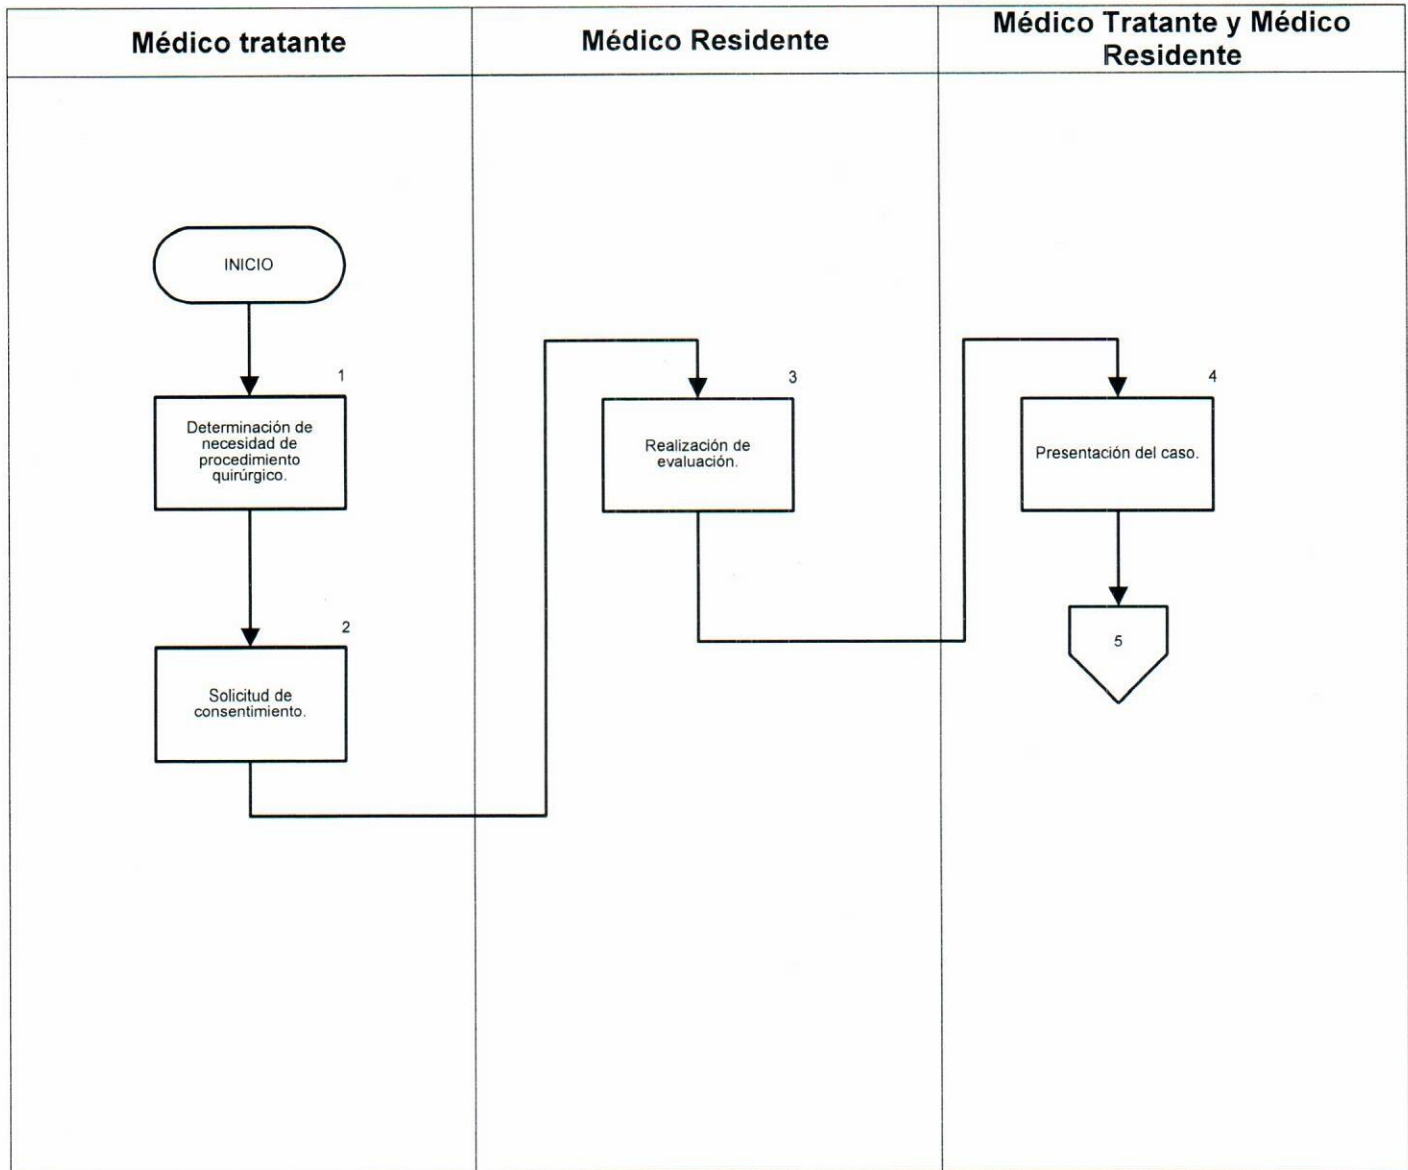 Médico tratante
Médico Residente
Médico Tratante y Médico
Residente
INICIO
1
Determinación de
necesidad de
procedimiento
quirúrgico.
2
Solicitud de
consentimiento.
3
Realización de
evaluación.
4
Presentación del caso.
5